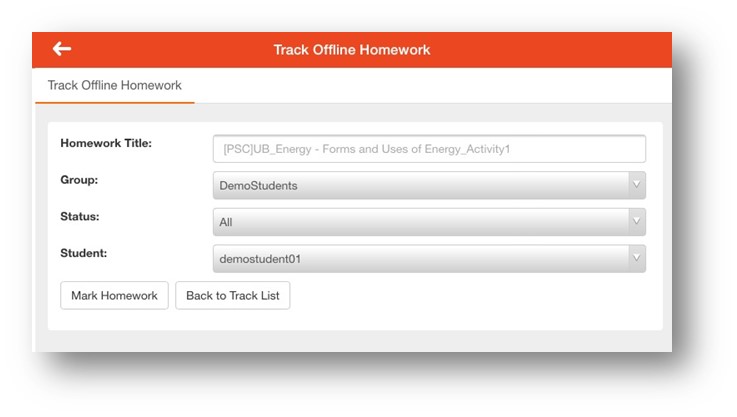 Track Offline Homework
Track Offline Homework
Homework Title:
[PSC]UB_Energy - Forms and Uses of Energy_Activity1
Group:
DemoStudents
Status:
All
Student:
demostudent01
Mark Homework
Back to Track List